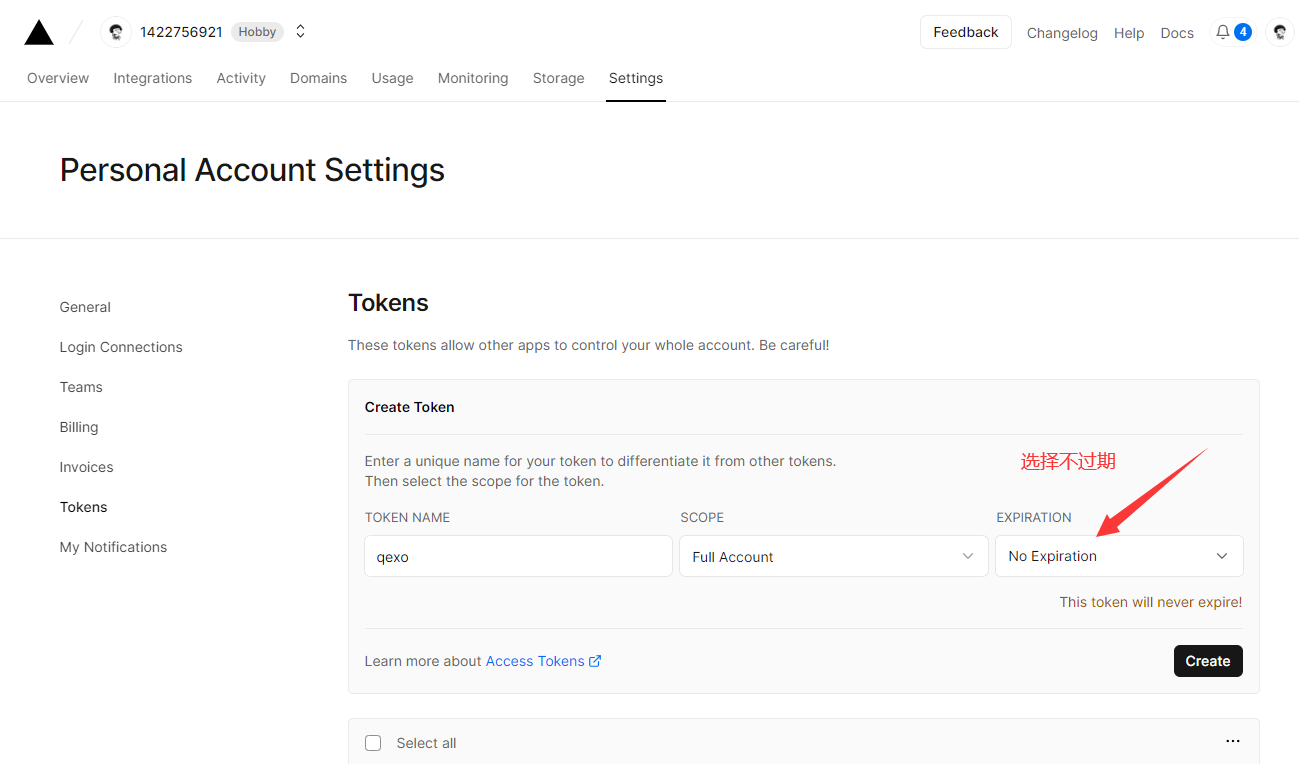 1422756921 Hobby
Feedback Changelog Help Docs 4
Overview Integrations Activity Domains Usage Monitoring Storage Settings
Personal Account Settings
General
Login Connections
Teams
Billing
Invoices
Tokens
My Notifications
Tokens
These tokens allow other apps to control your whole account. Be careful!
Create Token
Enter a unique name for your token to differentiate it from other tokens.
Then select the scope for the token.
选择不过期
TOKEN NAME SCOPE EXPIRATION
qexo Full Account No Expiration
This token will never expire!
Learn more about Access Tokens Create
Select all ...